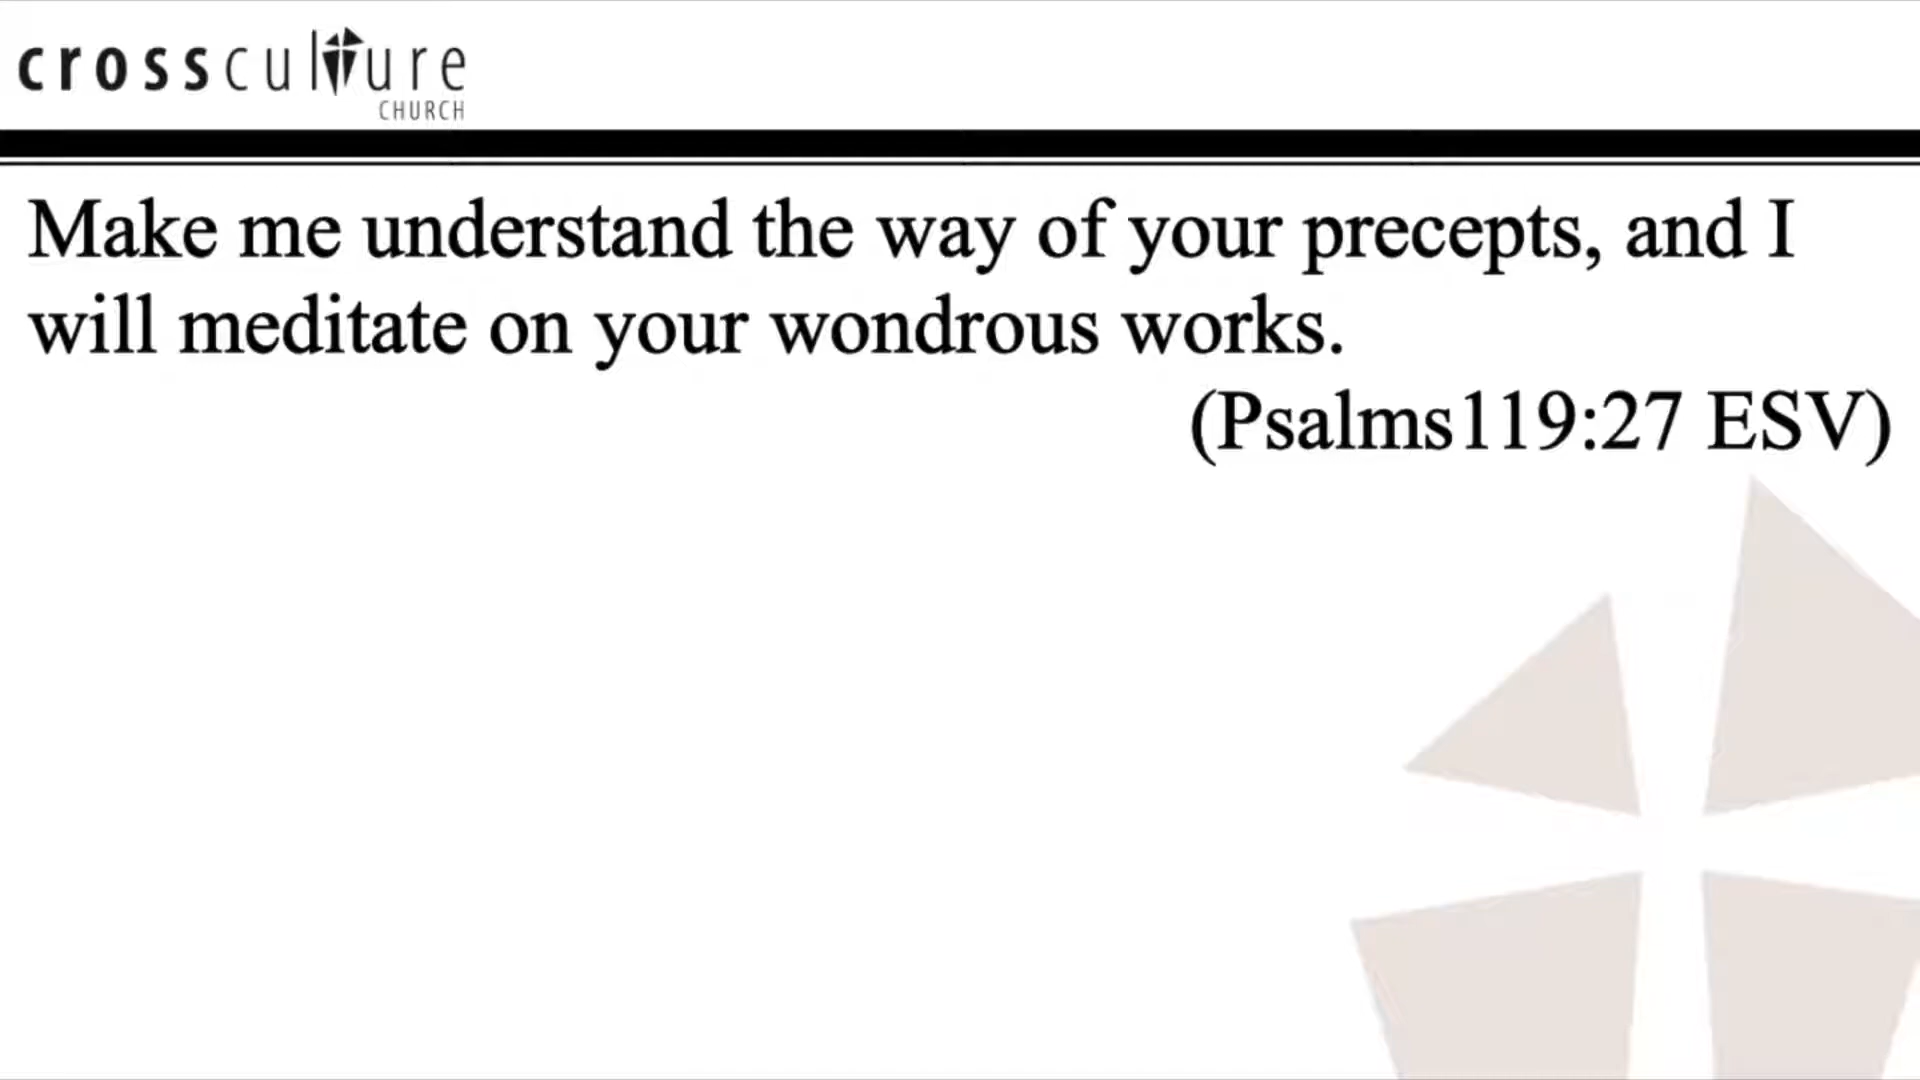 crossculture
CHURCH
Make me understand the way of your precepts, and I
will meditate on your wondrous works.
(Psalms119:27 ESV)